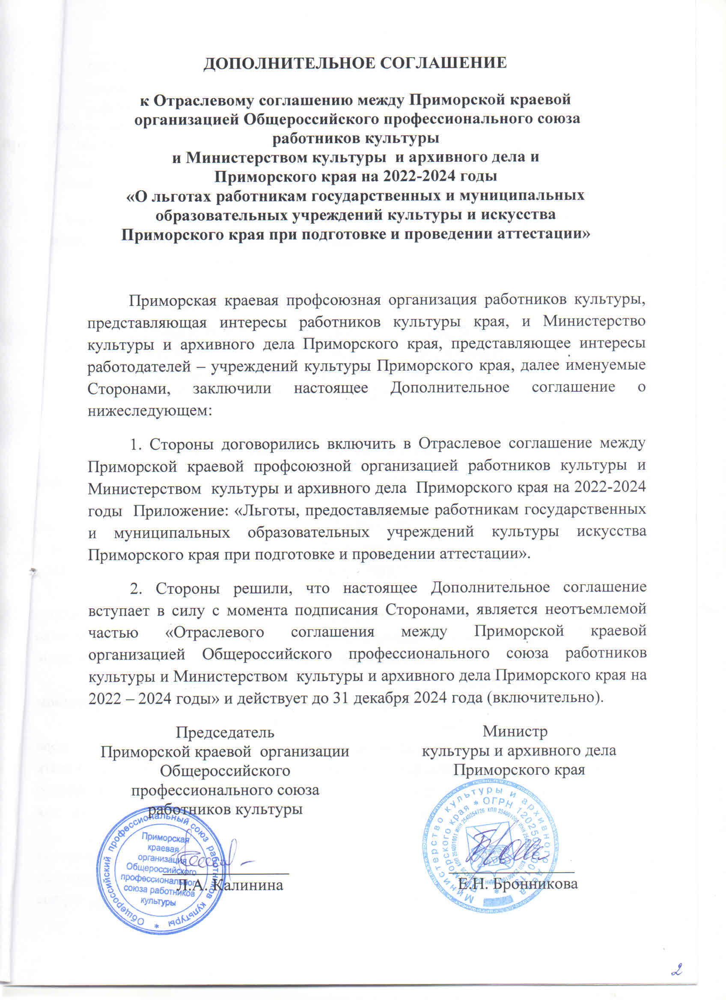 ДОПОЛНИТЕЛЬНОЕ СОГЛАШЕНИЕ
к Отраслевому соглашению между Приморской краевой
организацией Общероссийского профессионального союза
работников культуры
и Министерством культуры и архивного дела и
Приморского края на 2022-2024 годы
«О льготах работникам государственных и муниципальных
образовательных учреждений культуры и искусства
Приморского края при подготовке и проведении аттестации»
Приморская краевая профсоюзная организация работников культуры,
представляющая интересы работников культуры края, и Министерство
культуры и архивного дела Приморского края, представляющее интересы
работодателей – учреждений культуры Приморского края, далее именуемые
Сторонами, заключили настоящее Дополнительное соглашение о
нижеследующем:
1. Стороны договорились включить в Отраслевое соглашение между
Приморской краевой профсоюзной организацией работников культуры и
Министерством культуры и архивного дела Приморского края на 2022-2024
годы Приложение: «Льготы, предоставляемые работникам государственных
и муниципальных образовательных учреждений культуры искусства
Приморского края при подготовке и проведении аттестации».
2. Стороны решили, что настоящее Дополнительное соглашение
вступает в силу с момента подписания Сторонами, является неотъемлемой
частью «Отраслевого соглашения между Приморской краевой
организацией Общероссийского профессионального союза работников
культуры и Министерством культуры и архивного дела Приморского края на
2022 – 2024 годы» и действует до 31 декабря 2024 года (включительно).
Председатель
Приморской краевой организации
Общероссийского
профессионального союза
работников культуры
Л.А. Калинина
Министр
культуры и архивного дела
Приморского края
Е.Н. Бронникова
Общероссийский профессиональный союз работников культуры *
Приморская
краевая
организация
Общероссийского
профессионального
союза работников
культуры
Министерство культуры и архивного дела
Приморского края * ОГРН
ИНН 2540254726 КПП 254001001
2